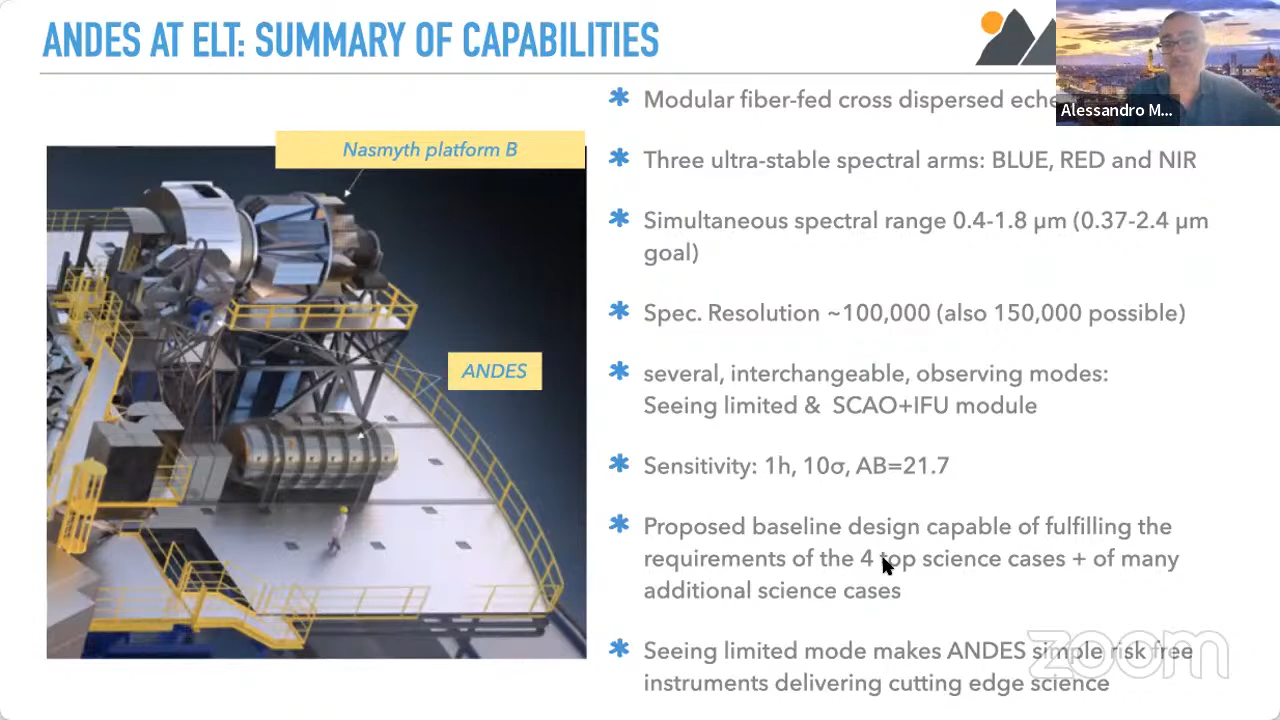 ANDES AT ELT: SUMMARY OF CAPABILITIES
Alessandro M...
Nasmyth platform B
ANDES
✱ Modular fiber-fed cross dispersed
✱ Three ultra-stable spectral arms: BLUE, RED and NIR
✱ Simultaneous spectral range 0.4-1.8 µm (0.37-2.4 µm
goal)
✱ Spec. Resolution ~100,000 (also 150,000 possible)
✱ several, interchangeable, observing modes:
Seeing limited & SCAO+IFU module
✱ Sensitivity: 1h, 10σ, AB=21.7
✱ Proposed baseline design capable of fulfilling the
requirements of the 4 top science cases + of many
additional science cases
✱ Seeing limited mode makes ANDES simple risk free
instruments delivering cutting edge science
zoom